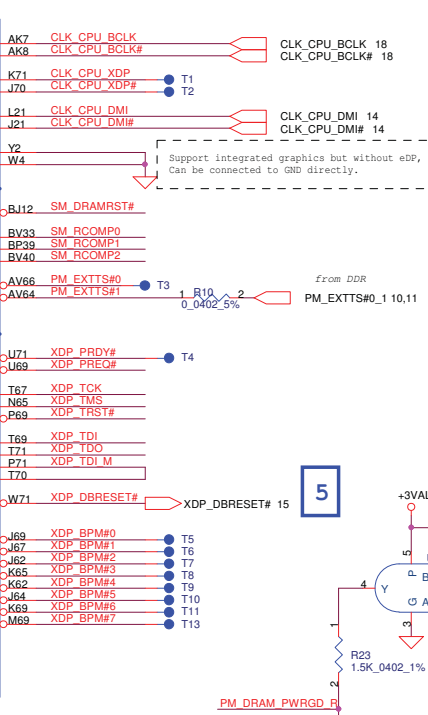 AK7 CLK_CPU_BCLK CLK_CPU_BCLK 18
AK8 CLK_CPU_BCLK# CLK_CPU_BCLK# 18
K71 CLK_CPU_XDP T1
J70 CLK_CPU_XDP# T2
L21 CLK_CPU_DMI CLK_CPU_DMI 14
J21 CLK_CPU_DMI# CLK_CPU_DMI# 14
Y2
W4
Support integrated graphics but without eDP,
Can be connected to GND directly.
BJ12 SM_DRAMRST#
BV33 SM_RCOMP0
BP39 SM_RCOMP1
BV40 SM_RCOMP2
from DDR
AV66 PM_EXTTS#0 T3
AV64 PM_EXTTS#1 1 R10 2 PM_EXTTS#0_1 10,11
0_0402_5%
U71 XDP_PRDY# T4
U69 XDP_PREQ#
T67 XDP_TCK
N65 XDP_TMS
P69 XDP_TRST#
T69 XDP_TDI
T71 XDP_TDO
P71 XDP_TDI_M
T70
W71 XDP_DBRESET# XDP_DBRESET# 15
5
+3VAL
J69 XDP_BPM#0 T5
J67 XDP_BPM#1 T6
J62 XDP_BPM#2 T7
K65 XDP_BPM#3 T8
K62 XDP_BPM#4 T9
J64 XDP_BPM#5 T10
K69 XDP_BPM#6 T11
M69 XDP_BPM#7 T13
5
P B
4 Y
G A
3
1
R23
1.5K_0402_1%
2
PM_DRAM_PWRGD_R